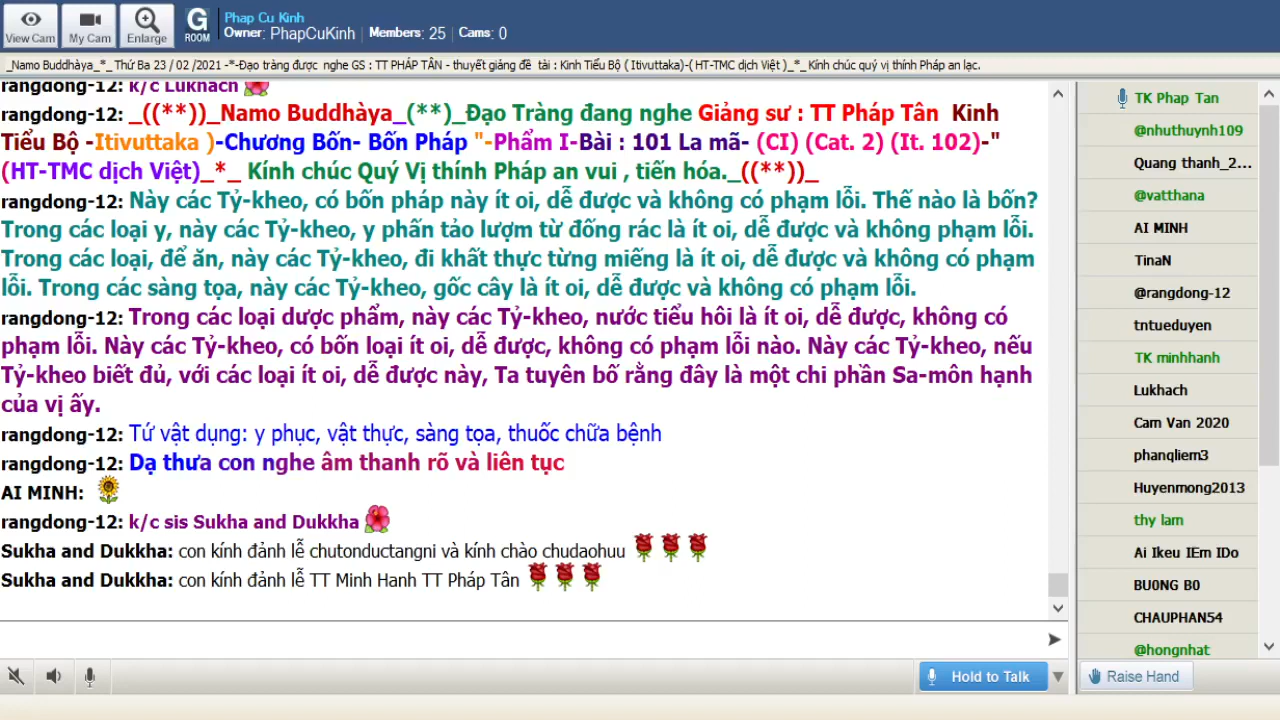 View Cam
My Cam
Enlarge
G
ROOM
Phap Cu Kinh
Owner: PhapCuKinh | Members: 25 | Cams: 0
_Namo Buddhàya_*_ Thứ Ba 23 / 02 /2021 -*-Đạo tràng được nghe GS : TT PHÁP TÂN - thuyết giảng đề tài : Kinh Tiểu Bộ ( Itivuttaka)-( HT-TMC dịch Việt )_*_ Kính chúc quý vị thính Pháp an lạc.
rangdong-12: k/c Lukhach
rangdong-12: _((**))_Namo Buddhàya_(**)_Đạo Tràng đang nghe Giảng sư : TT Pháp Tân Kinh
Tiểu Bộ -Itivuttaka )-Chương Bốn- Bốn Pháp "-Phẩm I-Bài : 101 La mã- (CI) (Cat. 2) (It. 102)-"
(HT-TMC dịch Việt)_*_ Kính chúc Quý Vị thính Pháp an vui , tiến hóa._((**))_
rangdong-12: Này các Tỷ-kheo, có bốn pháp này ít oi, dễ được và không có phạm lỗi. Thế nào là bốn?
Trong các loại y, này các Tỷ-kheo, y phấn tảo lượm từ đống rác là ít oi, dễ được và không phạm lỗi.
Trong các loại, để ăn, này các Tỷ-kheo, đi khất thực từng miếng là ít oi, dễ được và không có phạm
lỗi. Trong các sàng tọa, này các Tỷ-kheo, gốc cây là ít oi, dễ được và không có phạm lỗi.
rangdong-12: Trong các loại dược phẩm, này các Tỷ-kheo, nước tiểu hôi là ít oi, dễ được, không có
phạm lỗi. Này các Tỷ-kheo, có bốn loại ít oi, dễ được, không có phạm lỗi nào. Này các Tỷ-kheo, nếu
Tỷ-kheo biết đủ, với các loại ít oi, dễ được này, Ta tuyên bố rằng đây là một chi phần Sa-môn hạnh
của vị ấy.
rangdong-12: Tứ vật dụng: y phục, vật thực, sàng tọa, thuốc chữa bệnh
rangdong-12: Dạ thưa con nghe âm thanh rõ và liên tục
AI MINH:
rangdong-12: k/c sis Sukha and Dukkha
Sukha and Dukkha: con kính đảnh lễ chutonductangni và kính chào chudaohuu
Sukha and Dukkha: con kính đảnh lễ TT Minh Hanh TT Pháp Tân
TK Phap Tan
@nhuthuynh109
Quang thanh_2...
@vatthana
AI MINH
TinaN
@rangdong-12
tntueduyen
TK minhhanh
Lukhach
Cam Van 2020
phanqliem3
Huyenmong2013
thy lam
Ai Ikeu IEm IDo
BU0NG B0
CHAUPHAN54
@hongnhat
Hold to Talk
Raise Hand